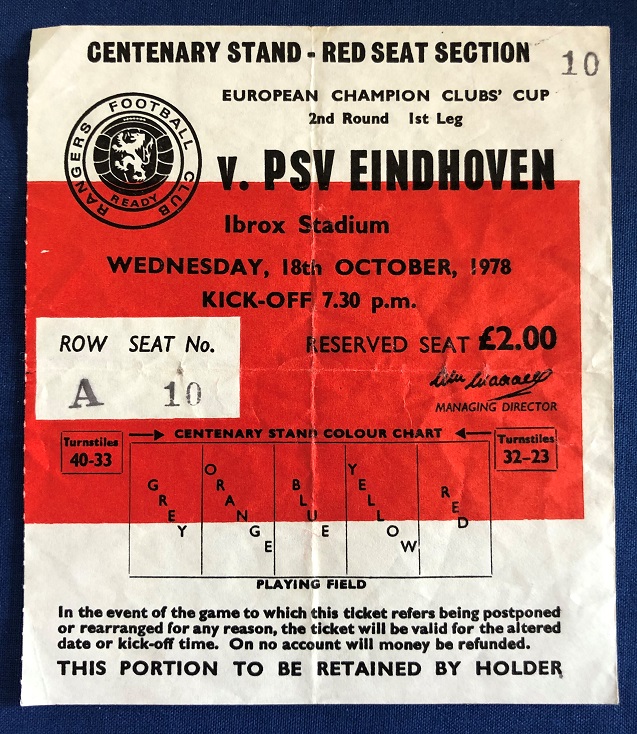 CENTENARY STAND - RED SEAT SECTION
10
EUROPEAN CHAMPION CLUBS' CUP
2nd Round 1st Leg
RANGERS FOOTBALL CLUB
READY
v. PSV EINDHOVEN
Ibrox Stadium
WEDNESDAY, 18th OCTOBER, 1978
KICK-OFF 7.30 p.m.
ROW SEAT No.
A 10
RESERVED SEAT £2.00
MANAGING DIRECTOR
Turnstiles
40-33
CENTENARY STAND COLOUR CHART
Turnstiles
32-23
GREY
ORANGE
BLUE
YELLOW
RED
PLAYING FIELD
In the event of the game to which this ticket refers being postponed
or rearranged for any reason, the ticket will be valid for the altered
date or kick-off time. On no account will money be refunded.
THIS PORTION TO BE RETAINED BY HOLDER